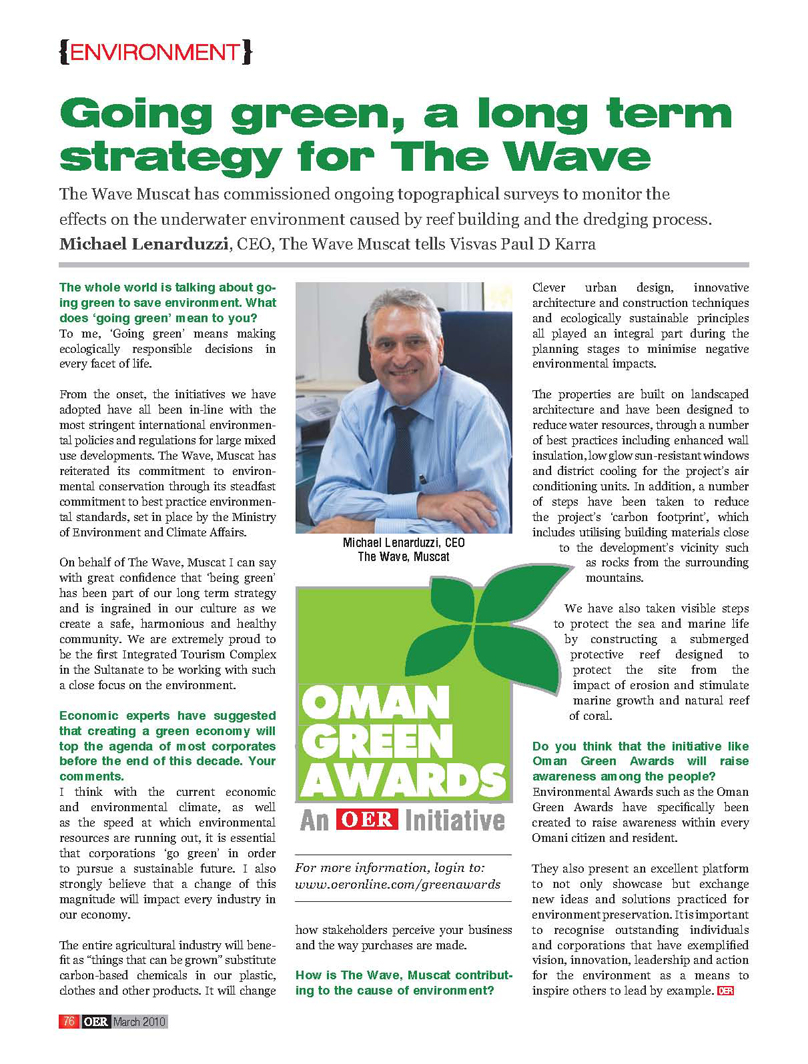 {ENVIRONMENT}
Going green, a long term
strategy for The Wave
The Wave Muscat has commissioned ongoing topographical surveys to monitor the
effects on the underwater environment caused by reef building and the dredging process.
Michael Lenarduzzi, CEO, The Wave Muscat tells Visvas Paul D Karra
The whole world is talking about go-
ing green to save environment. What
does ‘going green’ mean to you?
To me, ‘Going green’ means making
ecologically responsible decisions in
every facet of life.
From the onset, the initiatives we have
adopted have all been in-line with the
most stringent international environmen-
tal policies and regulations for large mixed
use developments. The Wave, Muscat has
reiterated its commitment to environ-
mental conservation through its steadfast
commitment to best practice environmen-
tal standards, set in place by the Ministry
of Environment and Climate Affairs.
On behalf of The Wave, Muscat I can say
with great confidence that ‘being green’
has been part of our long term strategy
and is ingrained in our culture as we
create a safe, harmonious and healthy
community. We are extremely proud to
be the first Integrated Tourism Complex
in the Sultanate to be working with such
a close focus on the environment.
Economic experts have suggested
that creating a green economy will
top the agenda of most corporates
before the end of this decade. Your
comments.
I think with the current economic
and environmental climate, as well
as the speed at which environmental
resources are running out, it is essential
that corporations ‘go green’ in order
to pursue a sustainable future. I also
strongly believe that a change of this
magnitude will impact every industry in
our economy.
The entire agricultural industry will bene-
fit as “things that can be grown” substitute
carbon-based chemicals in our plastic,
clothes and other products. It will change
Michael Lenarduzzi, CEO
The Wave, Muscat
OMAN
GREEN
AWARDS
An OER Initiative
For more information, login to:
www.oeronline.com/greenawards
how stakeholders perceive your business
and the way purchases are made.
How is The Wave, Muscat contribut-
ing to the cause of environment?
Clever urban design, innovative
architecture and construction techniques
and ecologically sustainable principles
all played an integral part during the
planning stages to minimise negative
environmental impacts.
The properties are built on landscaped
architecture and have been designed to
reduce water resources, through a number
of best practices including enhanced wall
insulation, low glow sun-resistant windows
and district cooling for the project’s air
conditioning units. In addition, a number
of steps have been taken to reduce
the project’s ‘carbon footprint’, which
includes utilising building materials close
to the development’s vicinity such
as rocks from the surrounding
mountains.
We have also taken visible steps
to protect the sea and marine life
by constructing a submerged
protective reef designed to
protect the site from the
impact of erosion and stimulate
marine growth and natural reef
of coral.
Do you think that the initiative like
Oman Green Awards will raise
awareness among the people?
Environmental Awards such as the Oman
Green Awards have specifically been
created to raise awareness within every
Omani citizen and resident.
They also present an excellent platform
to not only showcase but exchange
new ideas and solutions practiced for
environment preservation. It is important
to recognise outstanding individuals
and corporations that have exemplified
vision, innovation, leadership and action
for the environment as a means to
inspire others to lead by example. OER
76 OER March 2010